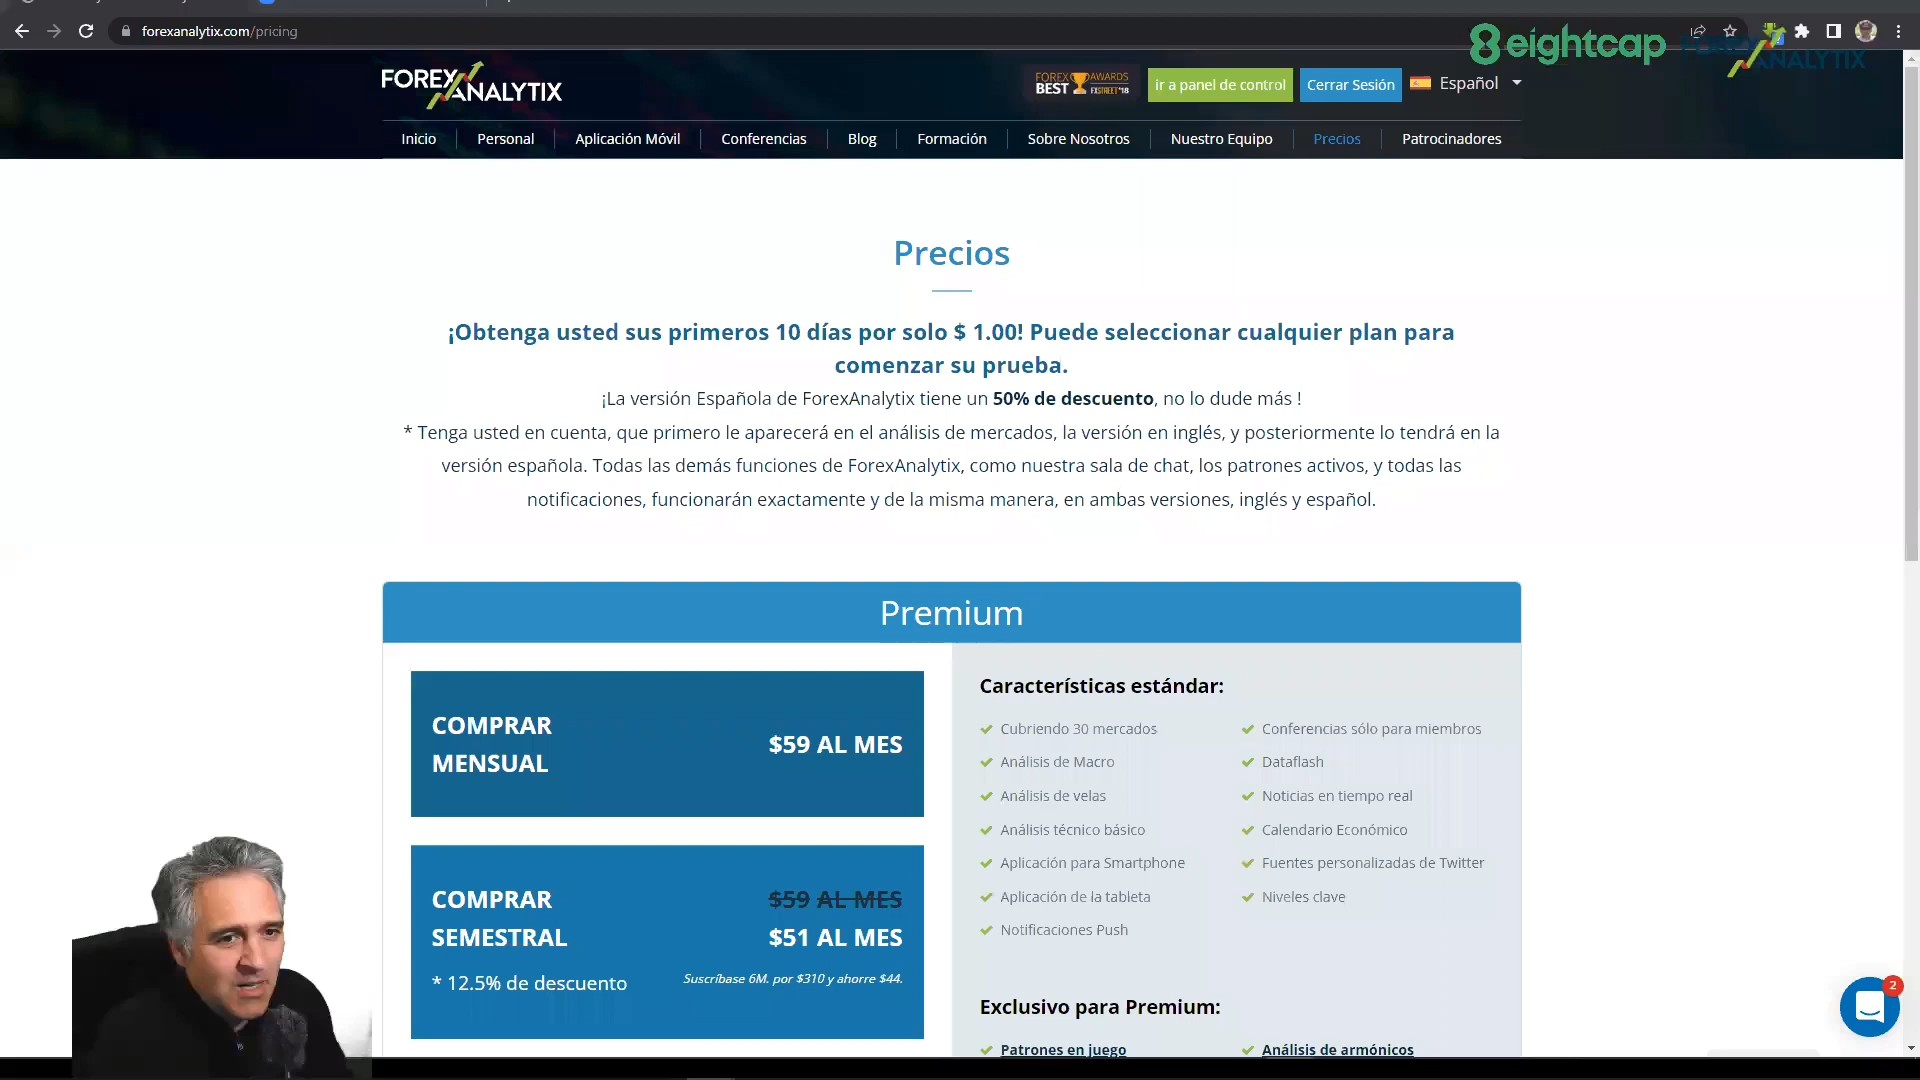 forexanalytix.com/pricing
8 eightcap
FOREX ANALYTIX
FOREX ANALYTIX
FOREX AWARDS
BEST FXSTREET'18
ir a panel de control
Cerrar Sesión
Español
Inicio
Personal
Aplicación Móvil
Conferencias
Blog
Formación
Sobre Nosotros
Nuestro Equipo
Precios
Patrocinadores
Precios
¡Obtenga usted sus primeros 10 días por solo $ 1.00! Puede seleccionar cualquier plan para
comenzar su prueba.
¡La versión Española de ForexAnalytix tiene un 50% de descuento, no lo dude más !
* Tenga usted en cuenta, que primero le aparecerá en el análisis de mercados, la versión en inglés, y posteriormente lo tendrá en la
versión española. Todas las demás funciones de ForexAnalytix, como nuestra sala de chat, los patrones activos, y todas las
notificaciones, funcionarán exactamente y de la misma manera, en ambas versiones, inglés y español.
Premium
COMPRAR
MENSUAL
$59 AL MES
COMPRAR
SEMESTRAL
* 12.5% de descuento
$59 AL MES
$51 AL MES
Suscríbase 6M. por $310 y ahorre $44.
Características estándar:
Cubriendo 30 mercados
Análisis de Macro
Análisis de velas
Análisis técnico básico
Aplicación para Smartphone
Aplicación de la tableta
Notificaciones Push
Conferencias sólo para miembros
Dataflash
Noticias en tiempo real
Calendario Económico
Fuentes personalizadas de Twitter
Niveles clave
Exclusivo para Premium:
Patrones en juego
Análisis de armónicos
2